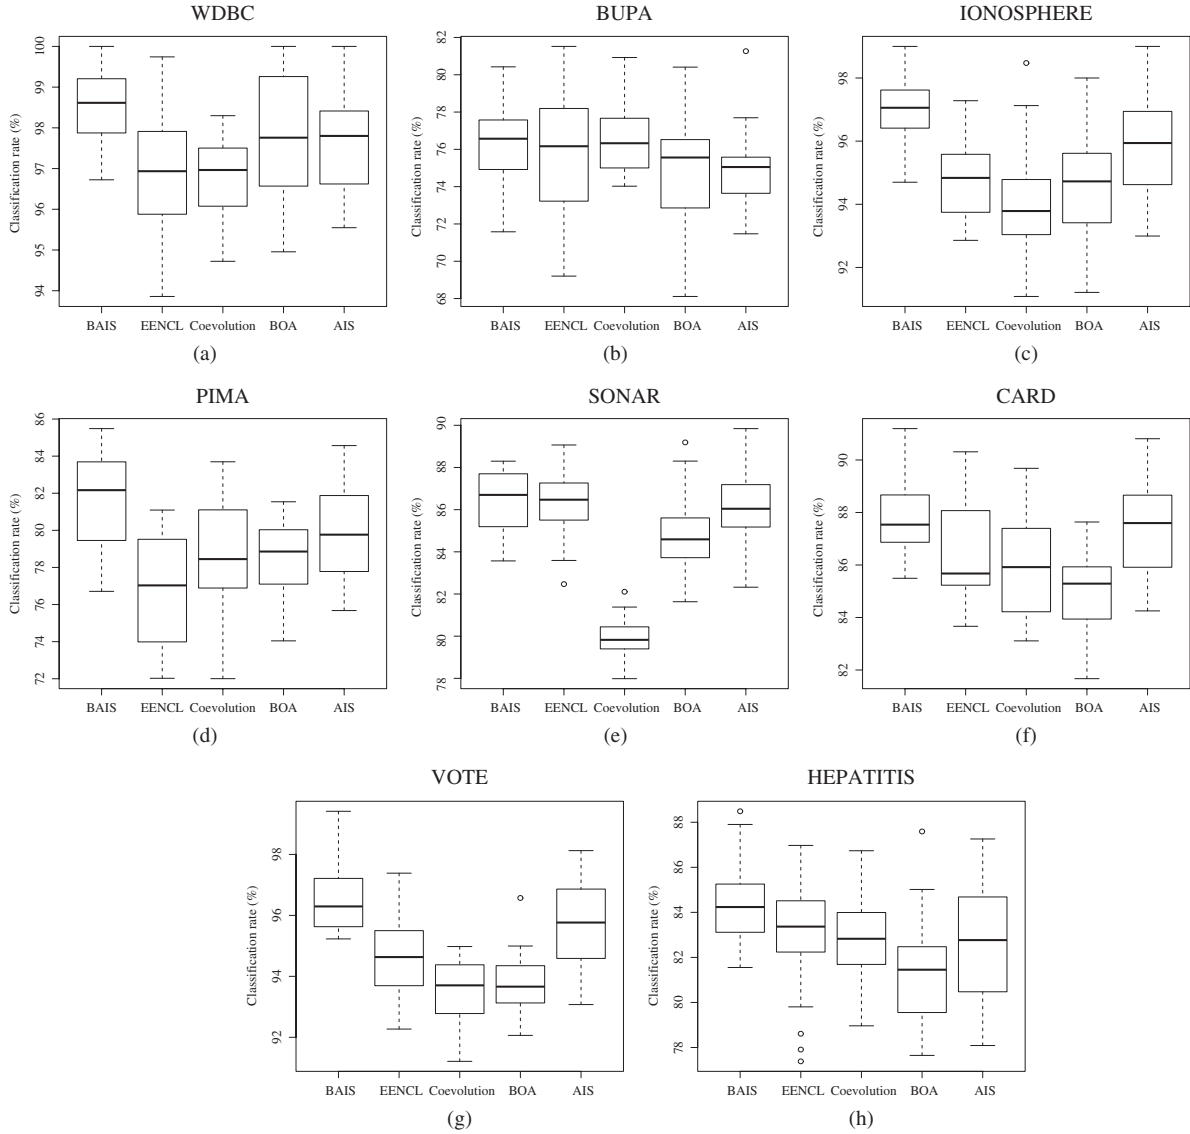 WDBC
Classification rate (%)
100
99
98
97
96
95
94
BAIS EENCL Coevolution BOA AIS
(a)
BUPA
Classification rate (%)
82
80
78
76
74
72
70
68
BAIS EENCL Coevolution BOA AIS
(b)
IONOSPHERE
Classification rate (%)
98
96
94
92
BAIS EENCL Coevolution BOA AIS
(c)
PIMA
Classification rate (%)
86
84
82
80
78
76
74
72
BAIS EENCL Coevolution BOA AIS
(d)
SONAR
Classification rate (%)
90
88
86
84
82
80
78
BAIS EENCL Coevolution BOA AIS
(e)
CARD
Classification rate (%)
90
88
86
84
82
BAIS EENCL Coevolution BOA AIS
(f)
VOTE
Classification rate (%)
98
96
94
92
BAIS EENCL Coevolution BOA AIS
(g)
HEPATITIS
Classification rate (%)
88
86
84
82
80
78
BAIS EENCL Coevolution BOA AIS
(h)